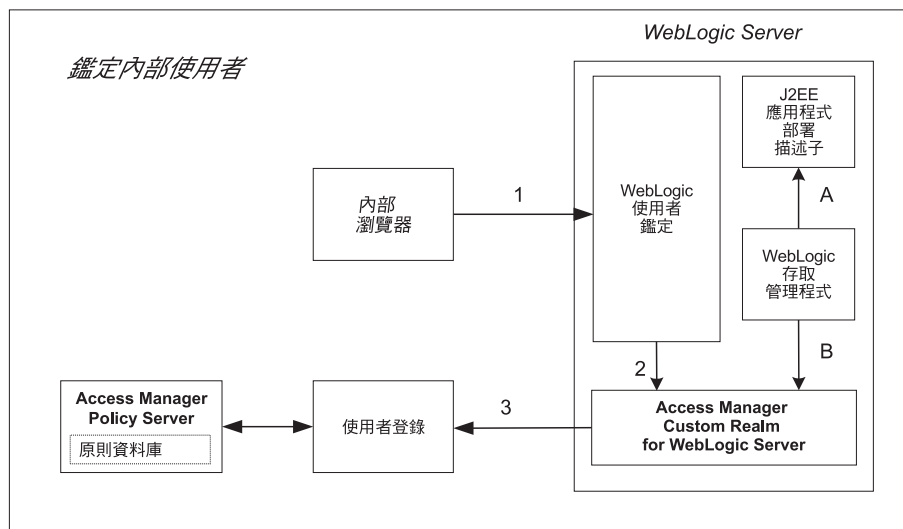 WebLogic Server
鑑定內部使用者
J2EE
應用程式
部署
描述子
A
內部
瀏覽器
1
WebLogic
使用者
鑑定
WebLogic
存取
管理程式
2
B
Access Manager
Policy Server
原則資料庫
使用者登錄
3
Access Manager
Custom Realm
for WebLogic Server